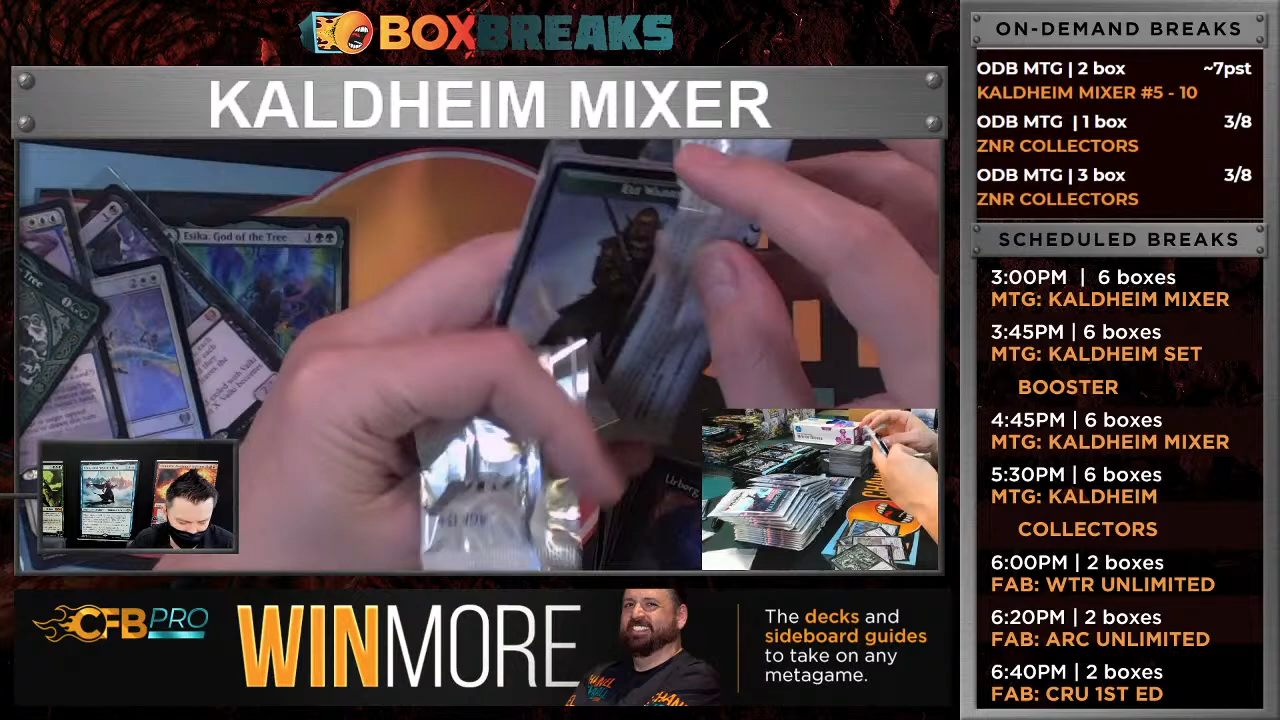 BOXBREAKS
KALDHEIM MIXER
Esika, God of the Tree
Tree
Elf Warrior
Urborg
CFB PRO
WINMORE
The decks and
sideboard guides
to take on any
metagame.
ON-DEMAND BREAKS
ODB MTG | 2 box ~7pst
KALDHEIM MIXER #5 - 10
ODB MTG | 1 box 3/8
ZNR COLLECTORS
ODB MTG | 3 box 3/8
ZNR COLLECTORS
SCHEDULED BREAKS
3:00PM | 6 boxes
MTG: KALDHEIM MIXER
3:45PM | 6 boxes
MTG: KALDHEIM SET
BOOSTER
4:45PM | 6 boxes
MTG: KALDHEIM MIXER
5:30PM | 6 boxes
MTG: KALDHEIM
COLLECTORS
6:00PM | 2 boxes
FAB: WTR UNLIMITED
6:20PM | 2 boxes
FAB: ARC UNLIMITED
6:40PM | 2 boxes
FAB: CRU 1ST ED